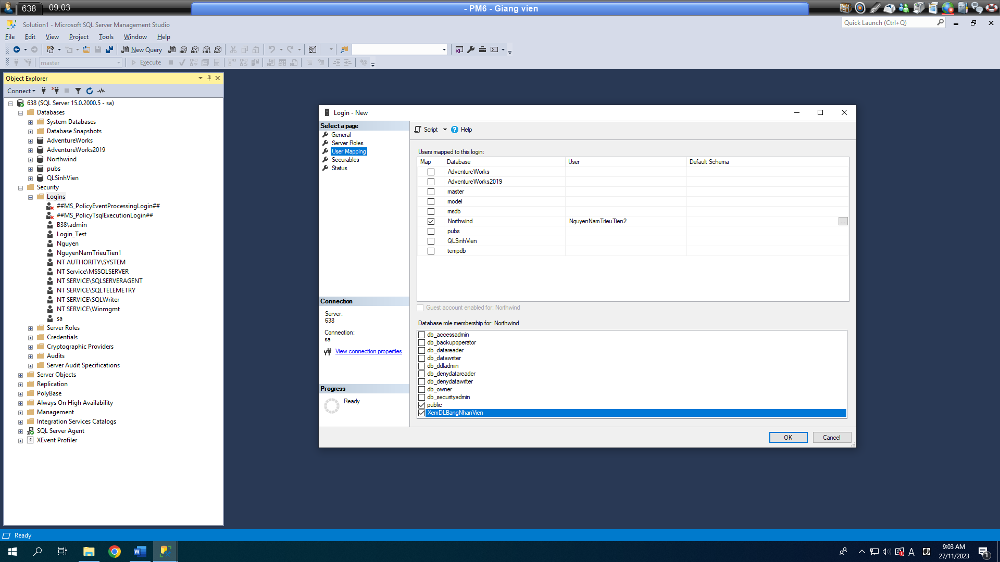 638
09:03
- PM6 - Giang vien
Solution1 - Microsoft SQL Server Management Studio
Quick Launch (Ctrl+Q)
File Edit View Project Tools Window Help
New Query
MDX DMX XMLA DAX
master
Execute
Object Explorer
Connect
638 (SQL Server 15.0.2000.5 - sa)
Databases
System Databases
Database Snapshots
AdventureWorks
AdventureWorks2019
Northwind
pubs
QLSinhVien
Security
Logins
##MS_PolicyEventProcessingLogin##
##MS_PolicyTsqlExecutionLogin##
B38\admin
Login_Test
Nguyen
NguyenNamTrieuTien1
NT AUTHORITY\SYSTEM
NT Service\MSSQLSERVER
NT SERVICE\SQLSERVERAGENT
NT SERVICE\SQLTELEMETRY
NT SERVICE\SQLWriter
NT SERVICE\Winmgmt
sa
Server Roles
Credentials
Cryptographic Providers
Audits
Server Audit Specifications
Server Objects
Replication
PolyBase
Always On High Availability
Management
Integration Services Catalogs
SQL Server Agent
XEvent Profiler
Login - New
Select a page
General
Server Roles
User Mapping
Securables
Status
Connection
Server:
638
Connection:
sa
View connection properties
Progress
Ready
Script
Help
Users mapped to this login:
Map Database User Default Schema
AdventureWorks
AdventureWorks2019
master
model
msdb
Northwind NguyenNamTrieuTien2 ...
pubs
QLSinhVien
tempdb
Guest account enabled for: Northwind
Database role membership for: Northwind
db_accessadmin
db_backupoperator
db_datareader
db_datawriter
db_ddladmin
db_denydatareader
db_denydatawriter
db_owner
db_securityadmin
public
XemDLBangNhanVien
OK
Cancel
Ready
A
9:03 AM
27/11/2023
1